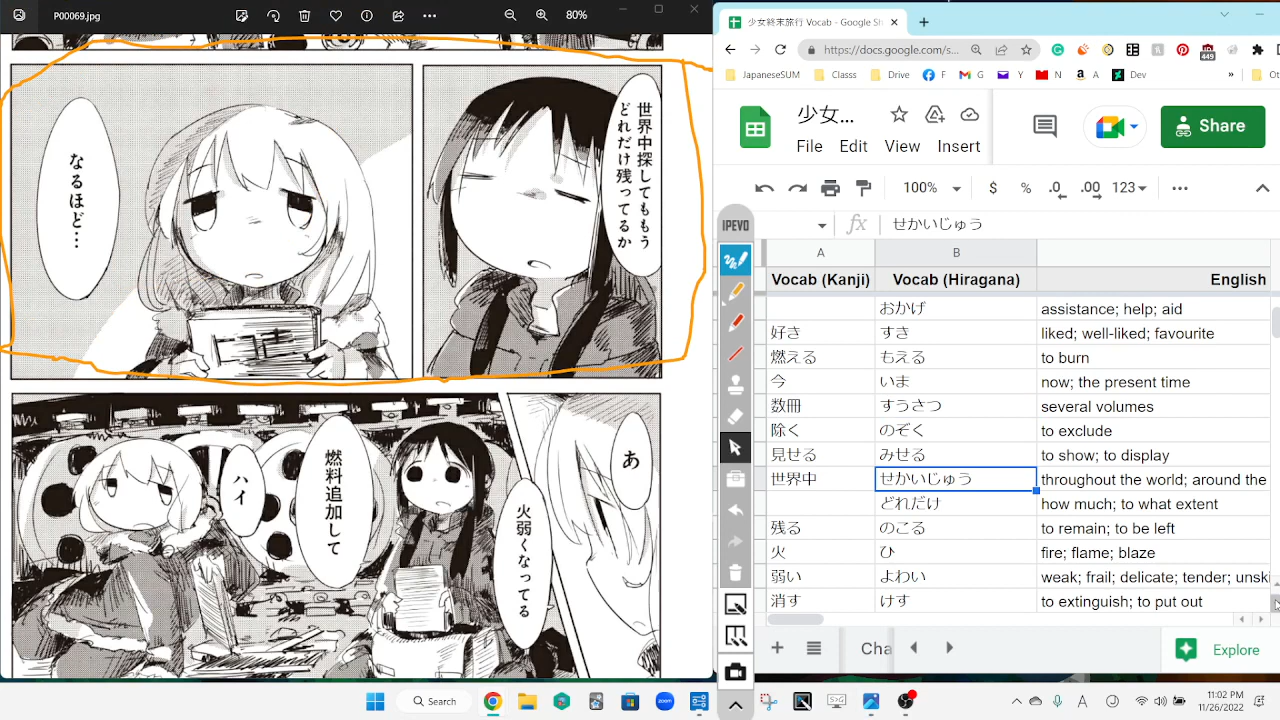 P00069.jpg
80%
世界中探してももう
どれだけ残ってるか
なるほど…
あ
火弱くなってる
燃料追加して
ハイ
少女終末旅行 Vocab - Google Sh
https://docs.google.com/s...
449
JapaneseSUM
Classes
Drive
F
G
Y
N
A
Dev
少女...
Share
File Edit View Insert
100%
$ % .0 .00 123
IPEVO
fx せかいじゅう
A B
Vocab (Kanji) Vocab (Hiragana) English
おかげ assistance; help; aid
好き すき liked; well-liked; favourite
燃える もえる to burn
今 いま now; the present time
数冊 すうさつ several volumes
除く のぞく to exclude
見せる みせる to show; to display
世界中 せかいじゅう throughout the world; around the
どれだけ how much; to what extent
残る のこる to remain; to be left
火 ひ fire; flame; blaze
弱い よわい weak; frail; delicate; tender; unsk
消す けす to extinguish; to put out
Cha
Explore
Search
zoom
11:02 PM
11/26/2022